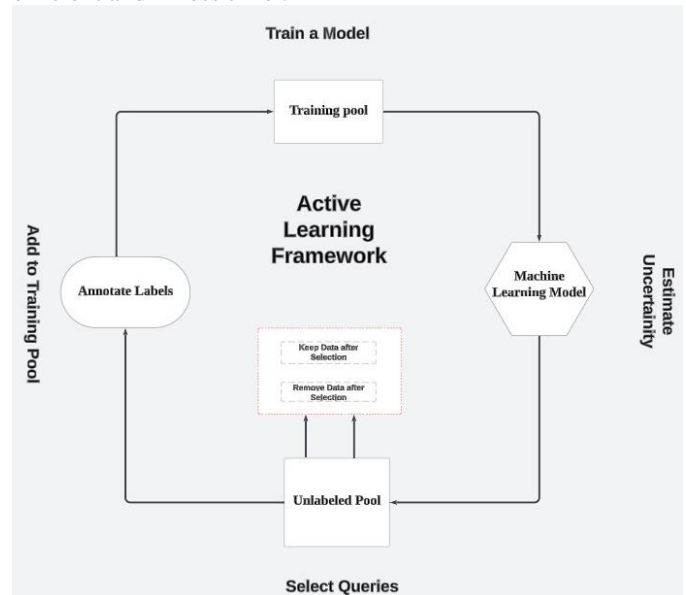 Train a Model
Training pool
Active
Learning
Framework
Add to Training Pool
Annotate Labels
Machine
Learning Model
Estimate
Uncertainity
Keep Data after
Selection
Remove Data after
Selection
Unlabeled Pool
Select Queries